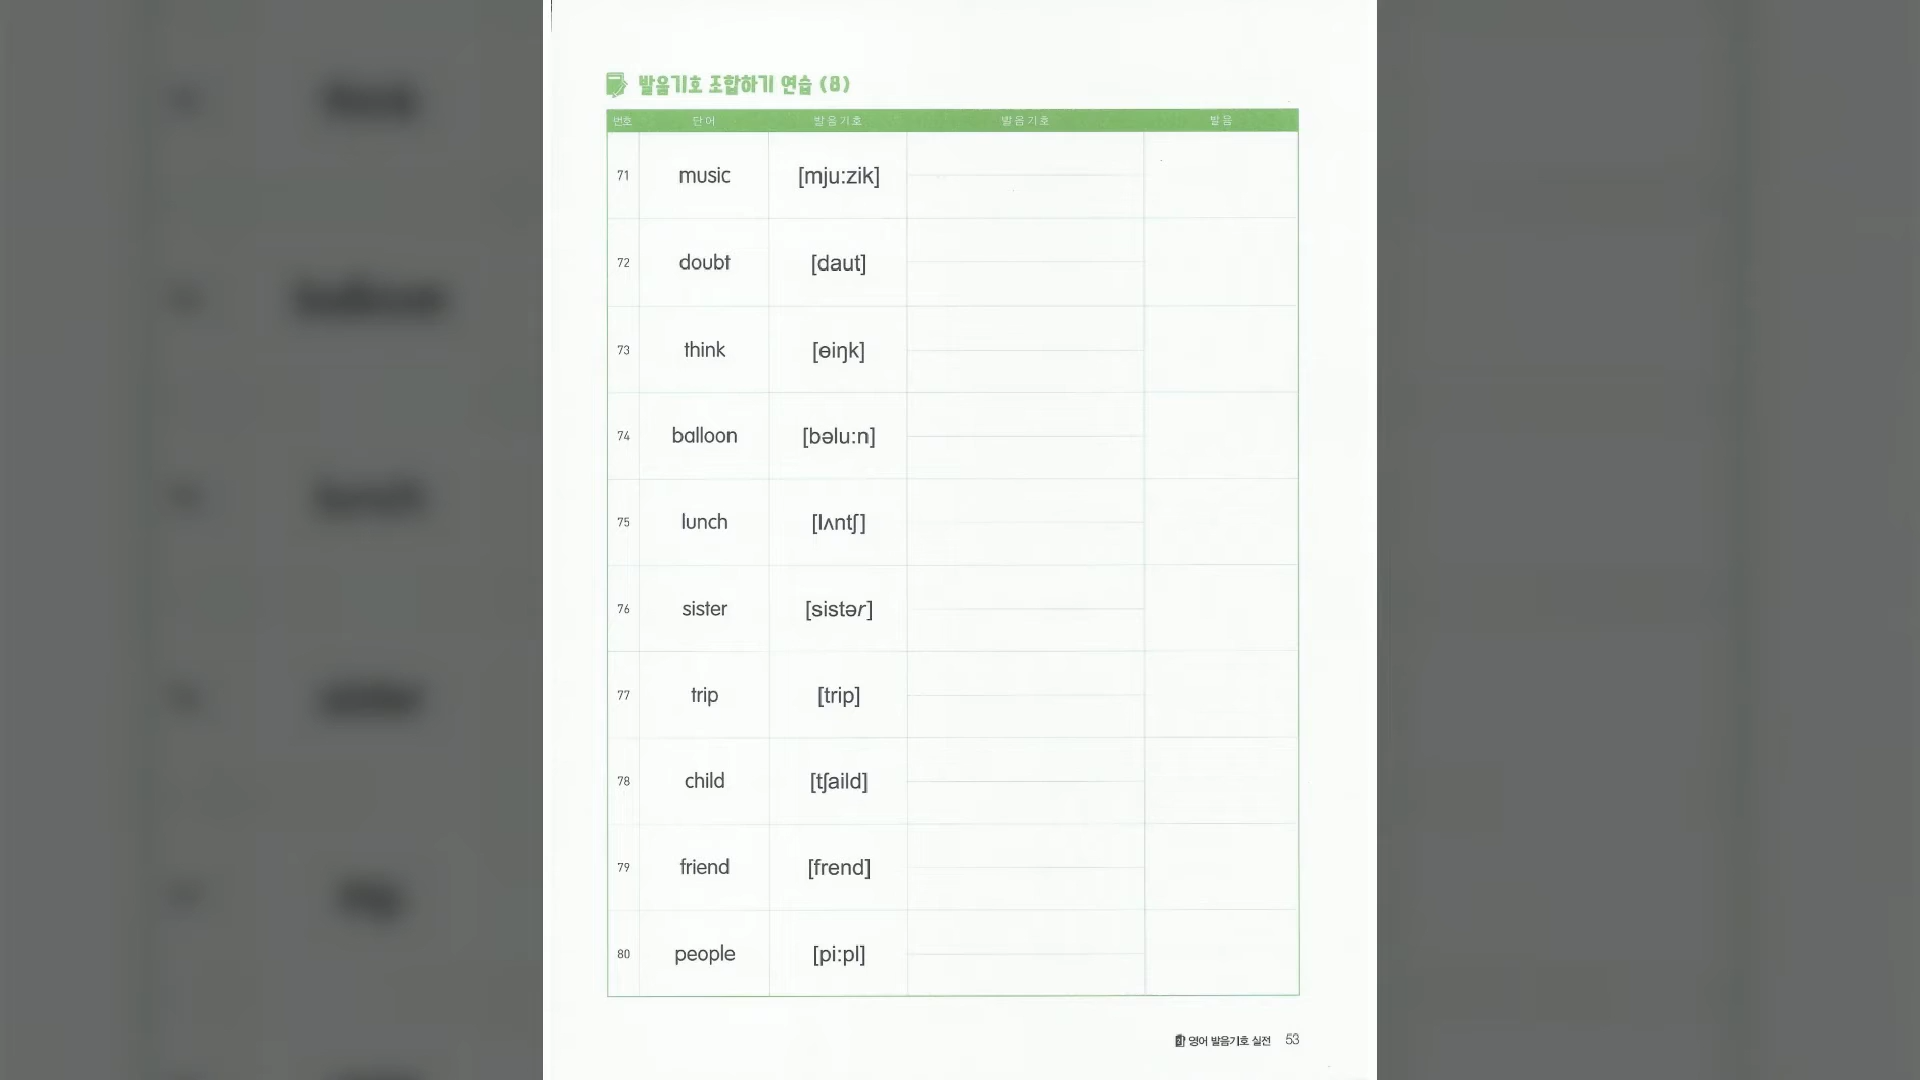 발음기호 조합하기 연습 (8)
번호 단어 발음기호 발음기호 발음
71 music [mju:zik]
72 doubt [daut]
73 think [ɵiŋk]
74 balloon [bəlu:n]
75 lunch [lʌntʃ]
76 sister [sistər]
77 trip [trip]
78 child [tʃaild]
79 friend [frend]
80 people [pi:pl]
영어 발음기호 실전 53